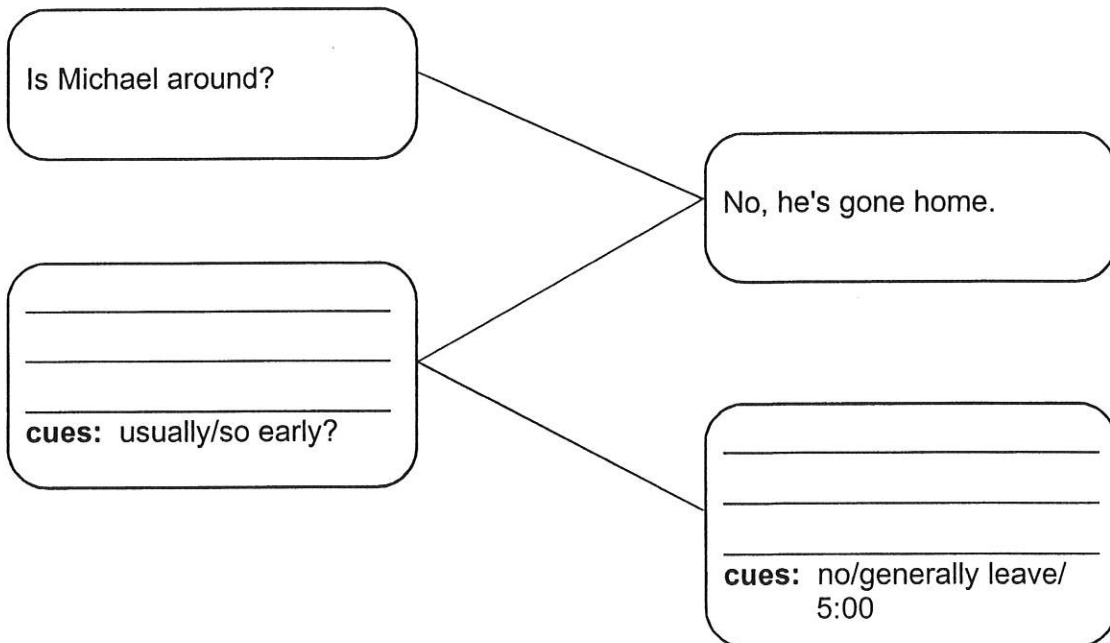 Is Michael around?
No, he's gone home.
cues: usually/so early?
cues: no/generally leave/
5:00